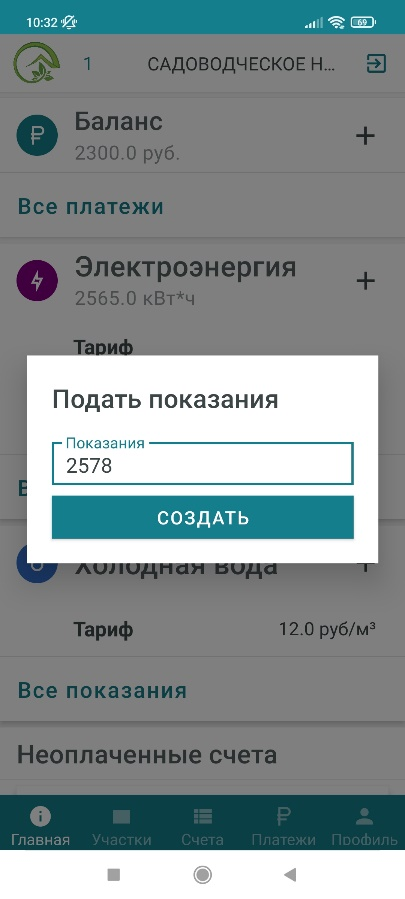 10:32
69
1 САДОВОДЧЕСКОЕ Н...
Баланс
2300.0 руб.
Все платежи
Электроэнергия
2565.0 кВт*ч
Тариф
Подать показания
Показания
2578
СОЗДАТЬ
Холодная вода
Тариф 12.0 руб/м³
Все показания
Неоплаченные счета
Главная Участки Счета Платежи Профиль